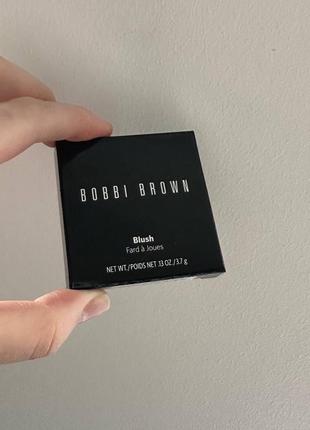 BOBBI BROWN
Blush
Fard à Joues
NET WT./POIDS NET .13 OZ./3.7 g